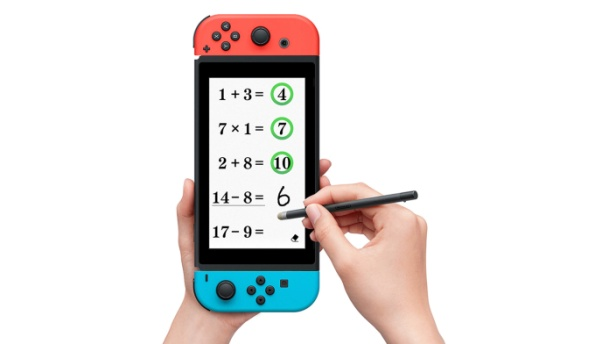 1 + 3 = 4
7 × 1 = 7
2 + 8 = 10
14 - 8 = 6
17 - 9 =